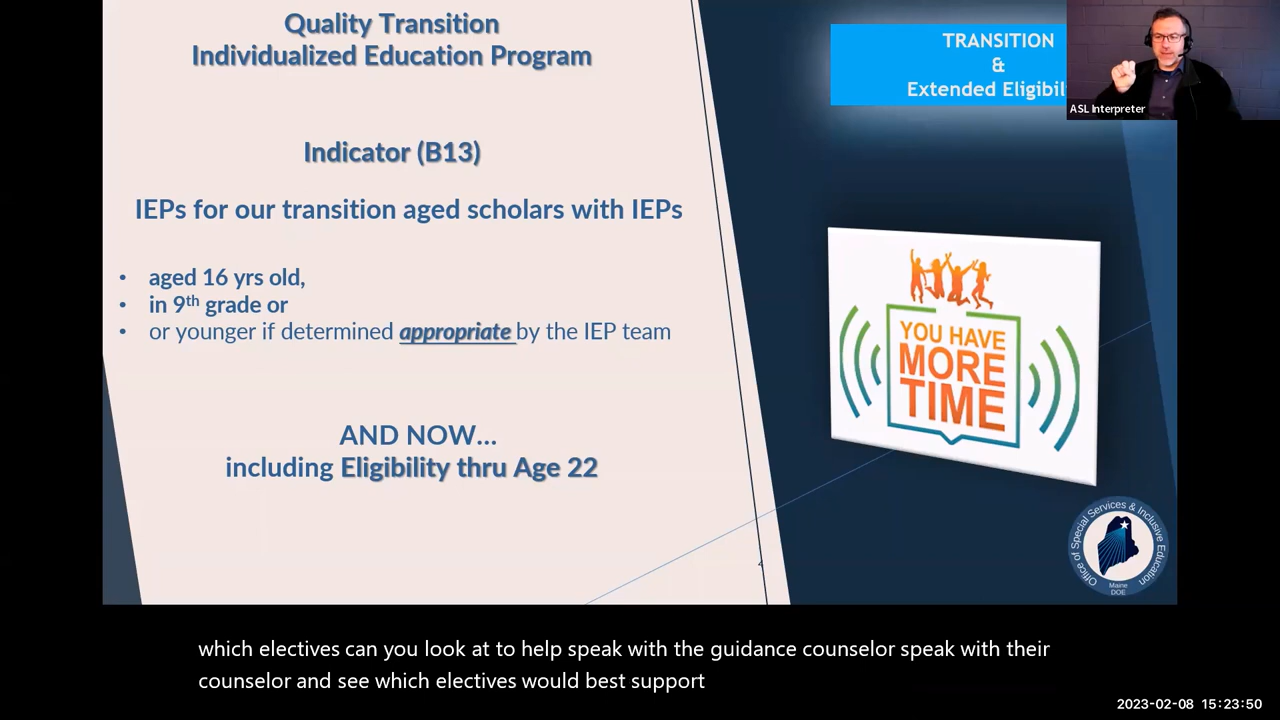 Quality Transition
Individualized Education Program
Indicator (B13)
IEPs for our transition aged scholars with IEPs
• aged 16 yrs old,
• in 9th grade or
• or younger if determined appropriate by the IEP team
AND NOW...
including Eligibility thru Age 22
TRANSITION
&
Extended Eligibil
ASL Interpreter
YOU HAVE
MORE
TIME
Office of Special Services & Inclusive Education
Maine
DOE
which electives can you look at to help speak with the guidance counselor speak with their
counselor and see which electives would best support
2023-02-08 15:23:50